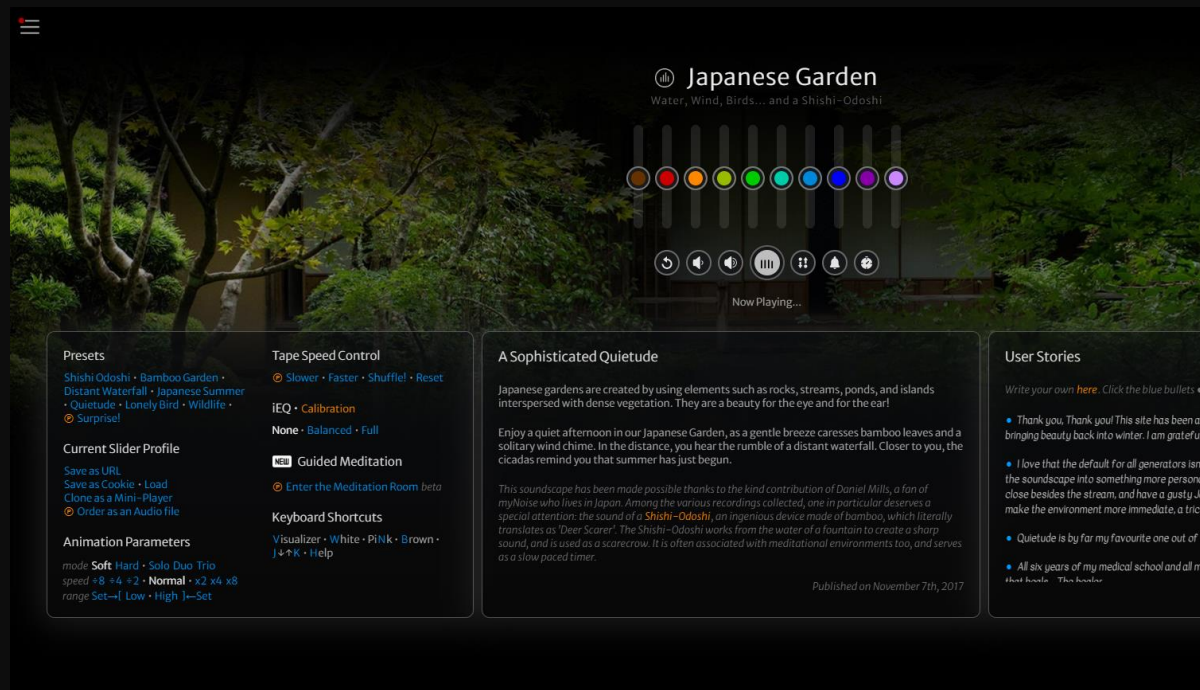 Japanese Garden
Water, Wind, Birds... and a Shishi-Odoshi
Now Playing...
Presets
Shishi Odoshi • Bamboo Garden •
Distant Waterfall • Japanese Summer
• Quietude • Lonely Bird • Wildlife •
Ⓟ Surprise!
Current Slider Profile
Save as URL
Save as Cookie • Load
Clone as a Mini-Player
Ⓟ Order as an Audio file
Animation Parameters
mode Soft Hard • Solo Duo Trio
speed ÷8 ÷4 ÷2 • Normal • x2 x4 x8
range Set→[ Low • High ]←Set
Tape Speed Control
Ⓟ Slower • Faster • Shuffle! • Reset
iEQ • Calibration
None • Balanced • Full
NEW Guided Meditation
Ⓟ Enter the Meditation Room beta
Keyboard Shortcuts
Visualizer • White • PiNk • Brown •
J↓↑K • Help
A Sophisticated Quietude
Japanese gardens are created by using elements such as rocks, streams, ponds, and islands
interspersed with dense vegetation. They are a beauty for the eye and for the ear!
Enjoy a quiet afternoon in our Japanese Garden, as a gentle breeze caresses bamboo leaves and a
solitary wind chime. In the distance, you hear the rumble of a distant waterfall. Closer to you, the
cicadas remind you that summer has just begun.
This soundscape has been made possible thanks to the kind contribution of Daniel Mills, a fan of
myNoise who lives in Japan. Among the various recordings collected, one in particular deserves a
special attention: the sound of a Shishi-Odoshi, an ingenious device made of bamboo, which literally
translates as 'Deer Scarer'. The Shishi-Odoshi works from the water of a fountain to create a sharp
sound, and is used as a scarecrow. It is often associated with meditational environments too, and serves
as a slow paced timer.
Published on November 7th, 2017
User Stories
Write your own here. Click the blue bullets
• Thank you, Thank you! This site has been a
bringing beauty back into winter. I am gratefu
• I love that the default for all generators isn
the soundscape into something more persona
close besides the stream, and have a gusty J
make the environment more immediate, a tric
• Quietude is by far my favourite one out of
• All six years of my medical school and all m
that heals. The healer